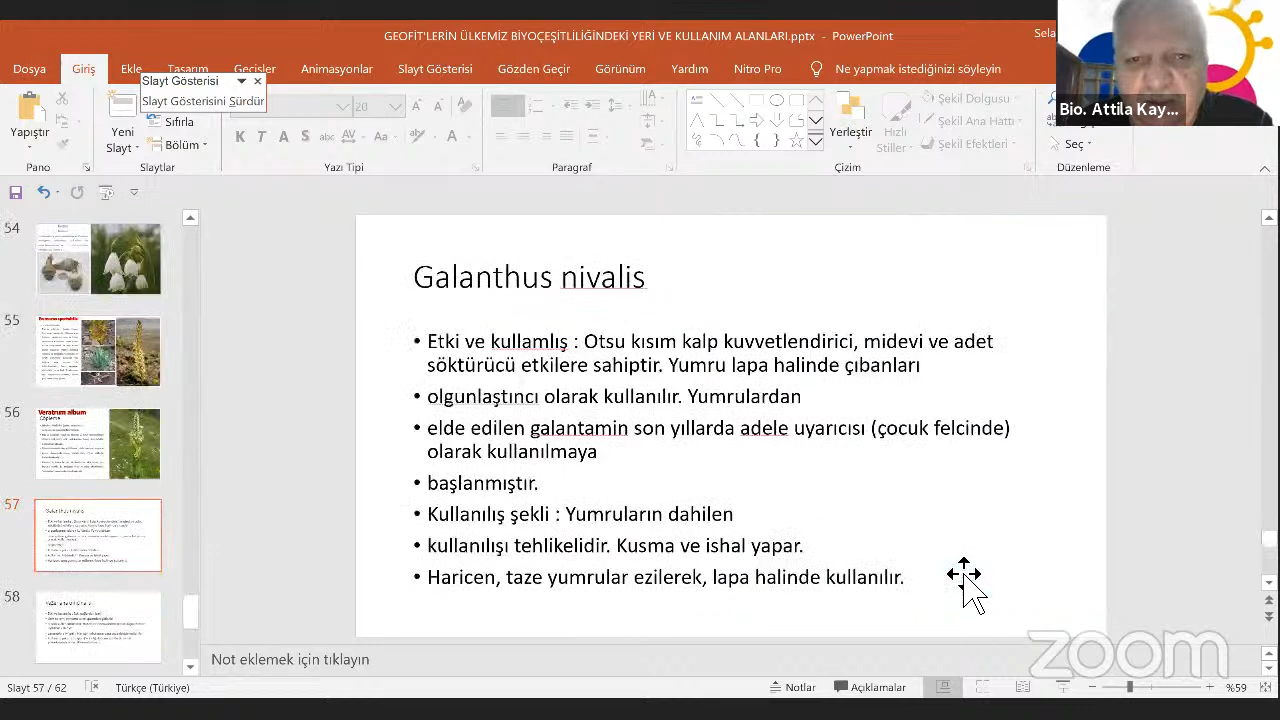 GEOFİT'LERİN ÜLKEMİZ BİYOÇEŞİTLİLİĞİNDEKİ YERİ VE KULLANIM ALANLARI.pptx - PowerPoint
Sela
Dosya Giriş Ekle Tasarım Geçişler Animasyonlar Slayt Gösterisi Gözden Geçir Görünüm Yardım Nitro Pro Ne yapmak istediğinizi söyleyin
Slayt Gösterisi
Slayt Gösterisini Sürdür
Bio. Attila Kay...
Yapıştır
Yeni
Slayt
Sıfırla
Bölüm
28
K T A S abc
Yerleştir
Hızlı
Stiller
Şekil Dolgusu
Şekil Ana Hattı
Şekil Efektleri
Seç
Pano Slaytlar Yazı Tipi Paragraf Çizim Düzenleme
54
55
56
Veratrum album
57
Galanthus nivalis
58
Galanthus nivalis
• Etki ve kullamlış : Otsu kısım kalp kuvvetlendirici, midevi ve adet
söktürücü etkilere sahiptir. Yumru lapa halinde çıbanları
• olgunlaştıncı olarak kullanılır. Yumrulardan
• elde edilen galantamin son yıllarda adele uyarıcısı (çocuk felcinde)
olarak kullanılmaya
• başlanmıştır.
• Kullanılış şekli : Yumruların dahilen
• kullanılışı tehlikelidir. Kusma ve ishal yapar.
• Haricen, taze yumrular ezilerek, lapa halinde kullanılır.
zoom
Not eklemek için tıklayın
Slayt 57 / 62 Türkçe (Türkiye) Notlar Açıklamalar %59